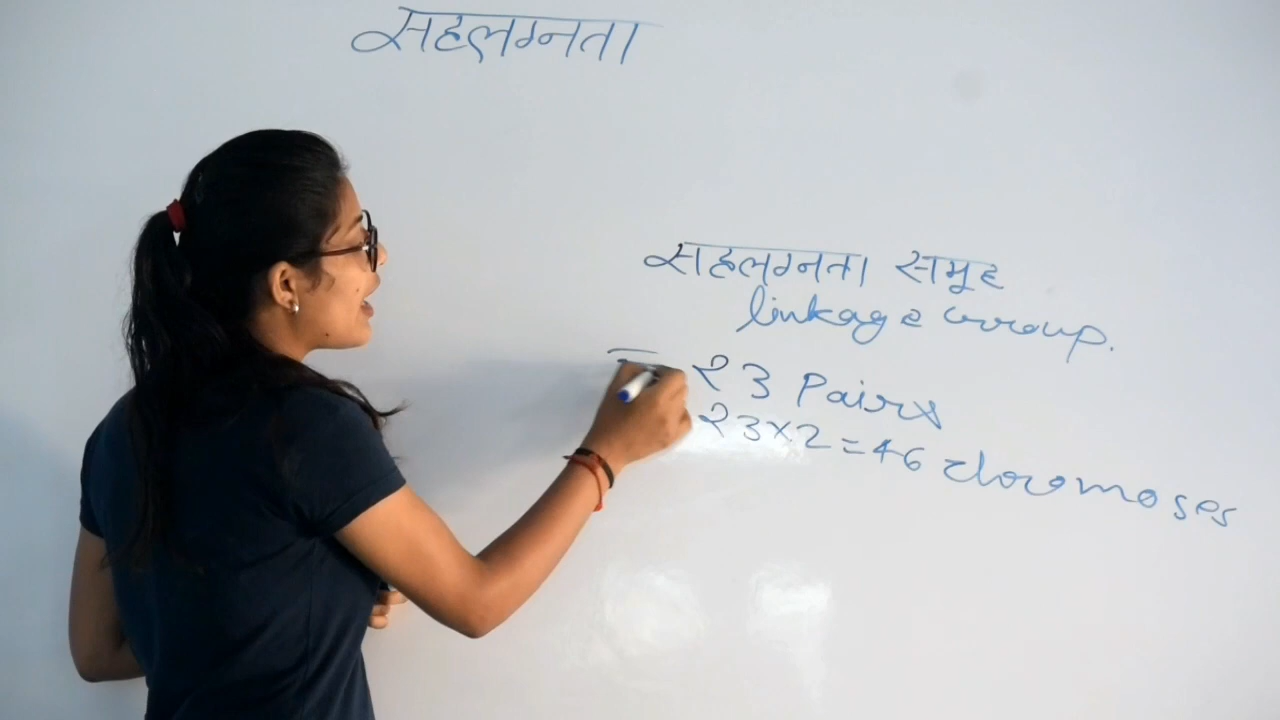 सहलग्नता
सहलग्नता समूह
linkage Group.
23 Pairs
23×2=46 chromoses